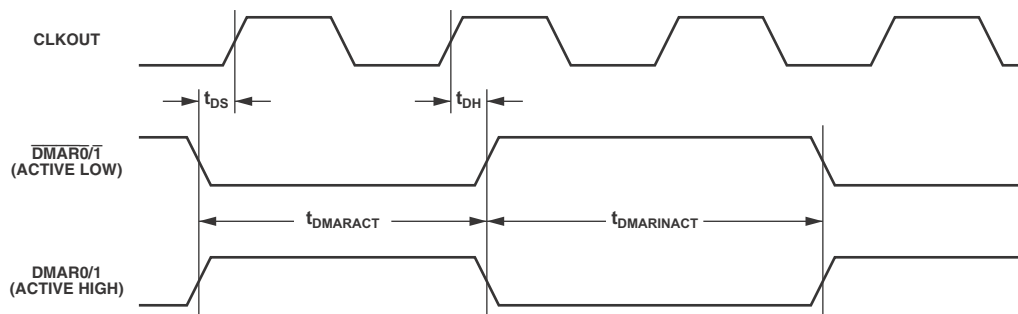 CLKOUT
tDS
tDH
DMAR0/1
(ACTIVE LOW)
tDMARACT
tDMARINACT
DMAR0/1
(ACTIVE HIGH)